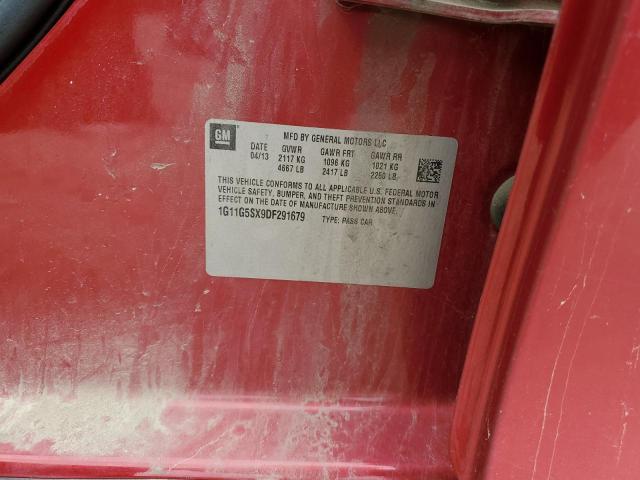 GM
MFD BY GENERAL MOTORS LLC
DATE GVWR GAWR FRT GAWR RR
04/13 2117 KG 1096 KG 1021 KG
4667 LB 2417 LB 2250 LB
THIS VEHICLE CONFORMS TO ALL APPLICABLE U.S. FEDERAL MOTOR
VEHICLE SAFETY, BUMPER, AND THEFT PREVENTION STANDARDS
IN EFFECT ON THE DATE OF MANUFACTURE SHOWN ABOVE.
1G11G5SX9DF291679 TYPE: PASS CAR